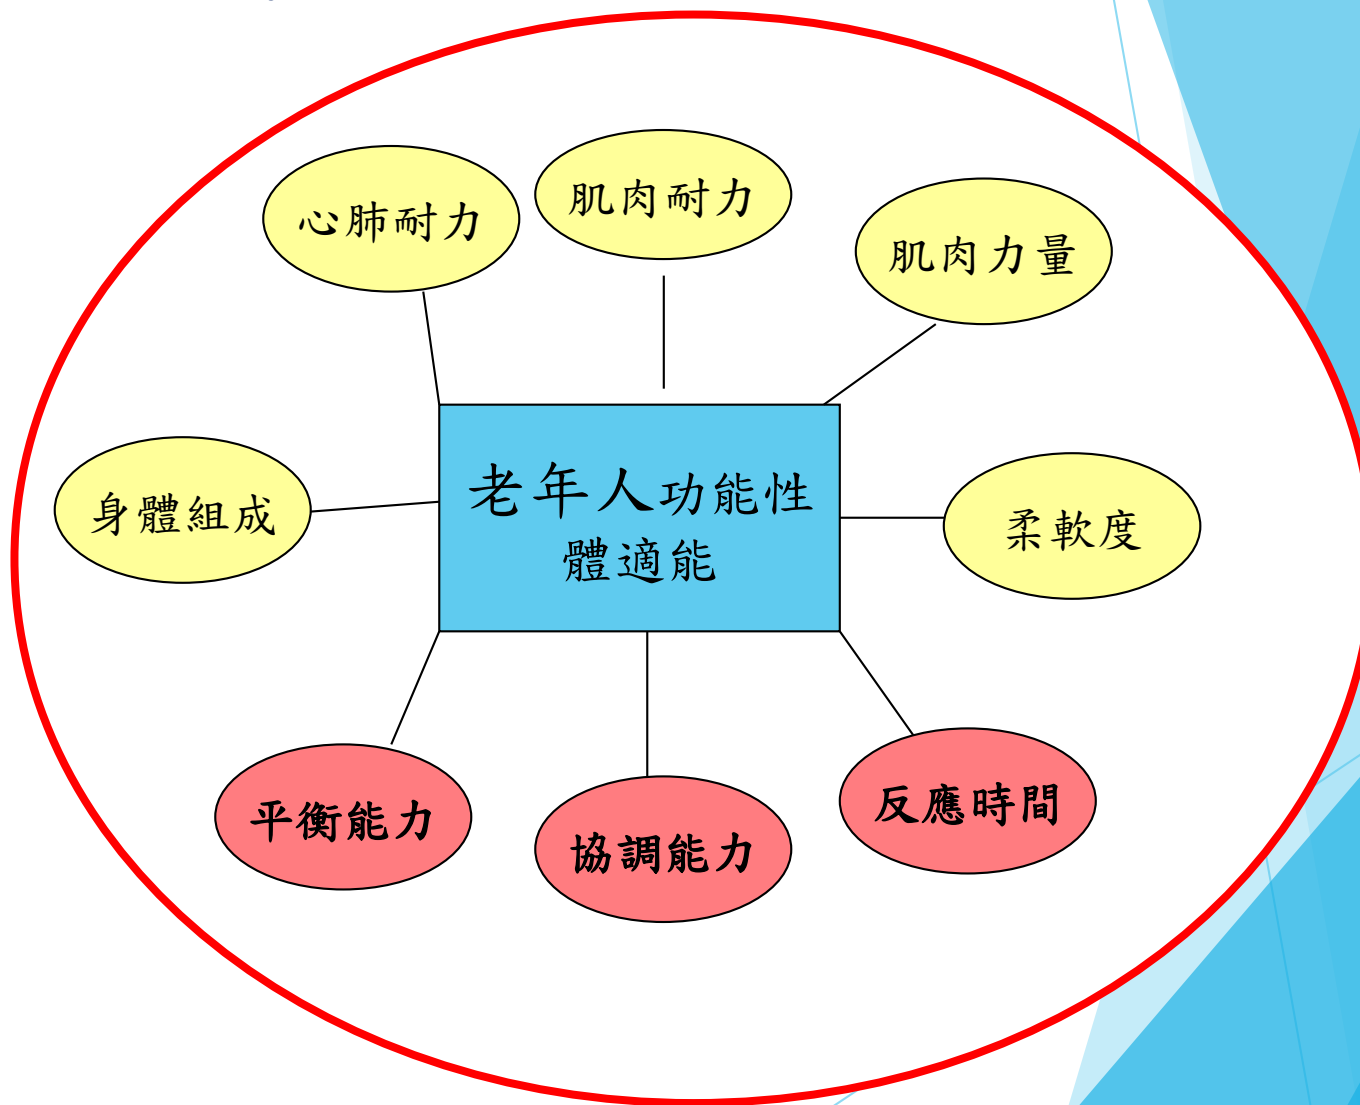 心肺耐力
肌肉耐力
肌肉力量
身體組成
老年人功能性
體適能
柔軟度
平衡能力
協調能力
反應時間